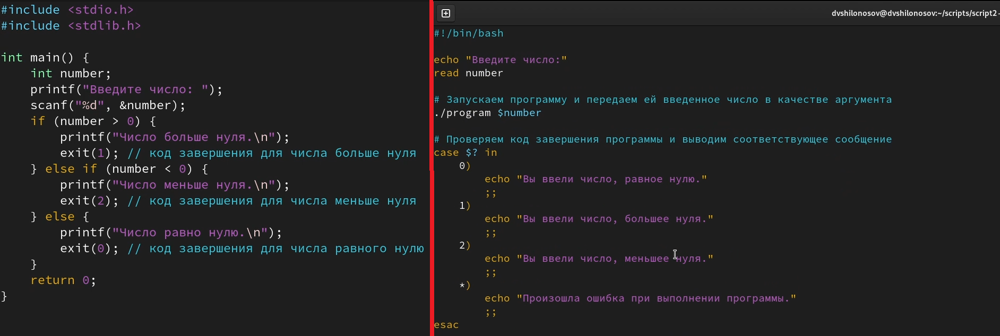 #include <stdio.h>
#include <stdlib.h>
int main() {
    int number;
    printf("Введите число: ");
    scanf("%d", &number);
    if (number > 0) {
        printf("Число больше нуля.\n");
        exit(1); // код завершения для числа больше нуля
    } else if (number < 0) {
        printf("Число меньше нуля.\n");
        exit(2); // код завершения для числа меньше нуля
    } else {
        printf("Число равно нулю.\n");
        exit(0); // код завершения для числа равного нулю
    }
    return 0;
}
dvshilonosov@dvshilonosov:~/scripts/script2-
#!/bin/bash
echo "Введите число:"
read number
# Запускаем программу и передаем ей введенное число в качестве аргумента
./program $number
# Проверяем код завершения программы и выводим соответствующее сообщение
case $? in
    0)
        echo "Вы ввели число, равное нулю."
        ;;
    1)
        echo "Вы ввели число, большее нуля."
        ;;
    2)
        echo "Вы ввели число, меньшее нуля."
        ;;
    *)
        echo "Произошла ошибка при выполнении программы."
        ;;
esac